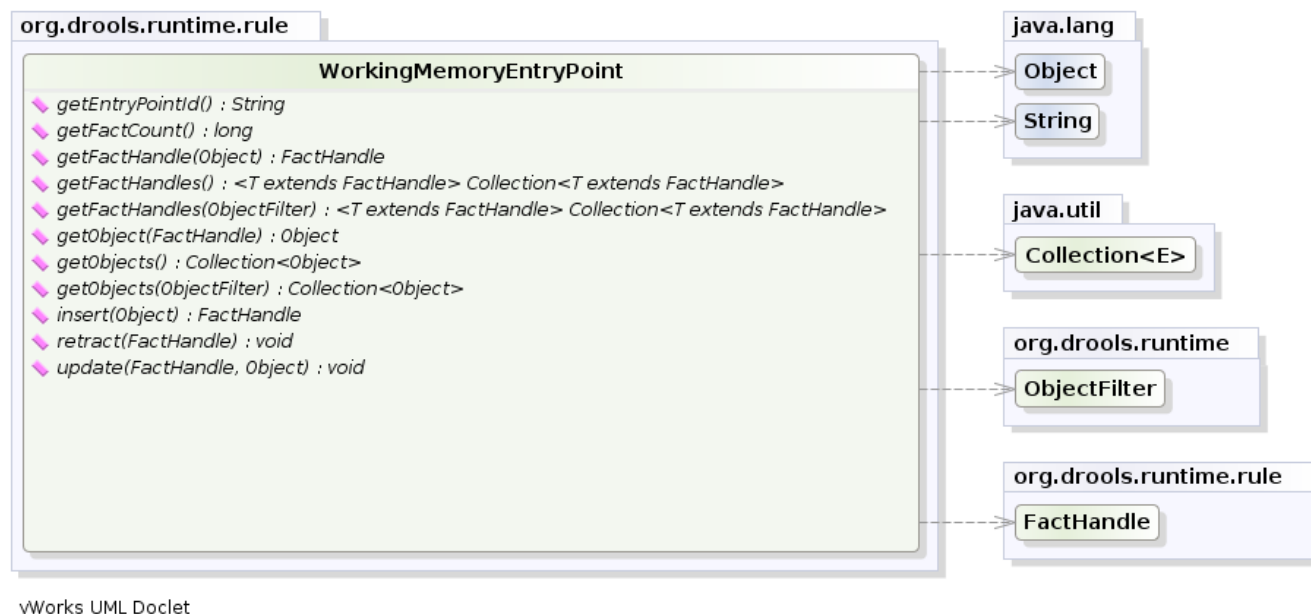 org.drools.runtime.rule
WorkingMemoryEntryPoint
getEntryPointId() : String
getFactCount() : long
getFactHandle(Object) : FactHandle
getFactHandles() : <T extends FactHandle> Collection<T extends FactHandle>
getFactHandles(ObjectFilter) : <T extends FactHandle> Collection<T extends FactHandle>
getObject(FactHandle) : Object
getObjects() : Collection<Object>
getObjects(ObjectFilter) : Collection<Object>
insert(Object) : FactHandle
retract(FactHandle) : void
update(FactHandle, Object) : void
java.lang
Object
String
java.util
Collection<E>
org.drools.runtime
ObjectFilter
org.drools.runtime.rule
FactHandle
yWorks UML Doclet